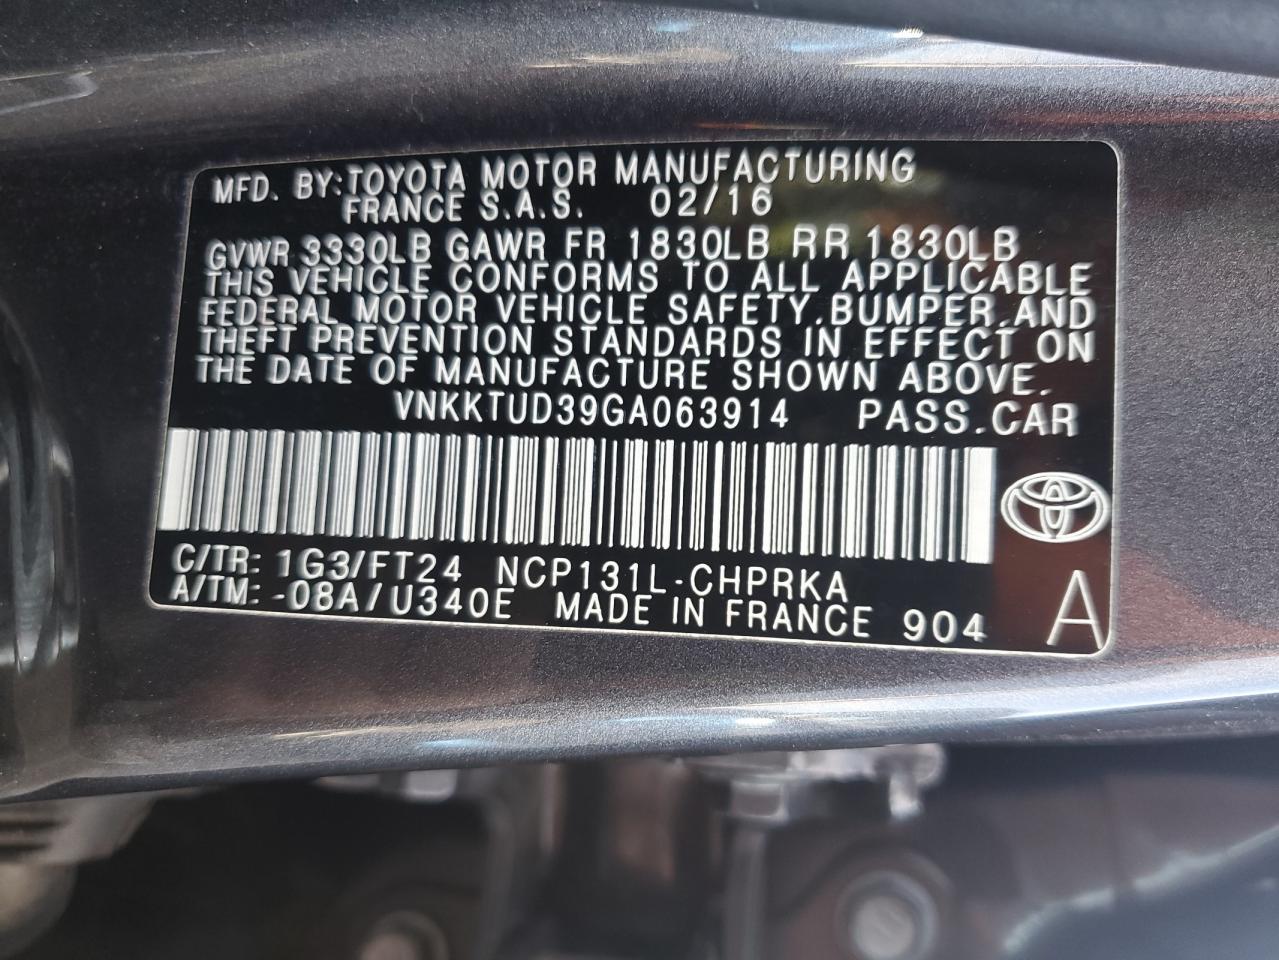 MFD. BY:TOYOTA MOTOR MANUFACTURING
FRANCE S.A.S. 02/16
GVWR 3330LB GAWR FR 1830LB RR 1830LB
THIS VEHICLE CONFORMS TO ALL APPLICABLE
FEDERAL MOTOR VEHICLE SAFETY,BUMPER,AND
THEFT PREVENTION STANDARDS IN EFFECT ON
THE DATE OF MANUFACTURE SHOWN ABOVE.
VNKKTUD39GA063914 PASS.CAR
C/TR: 1G3/FT24 NCP131L-CHPRKA
A/TM: -08A/U340E MADE IN FRANCE 904
A